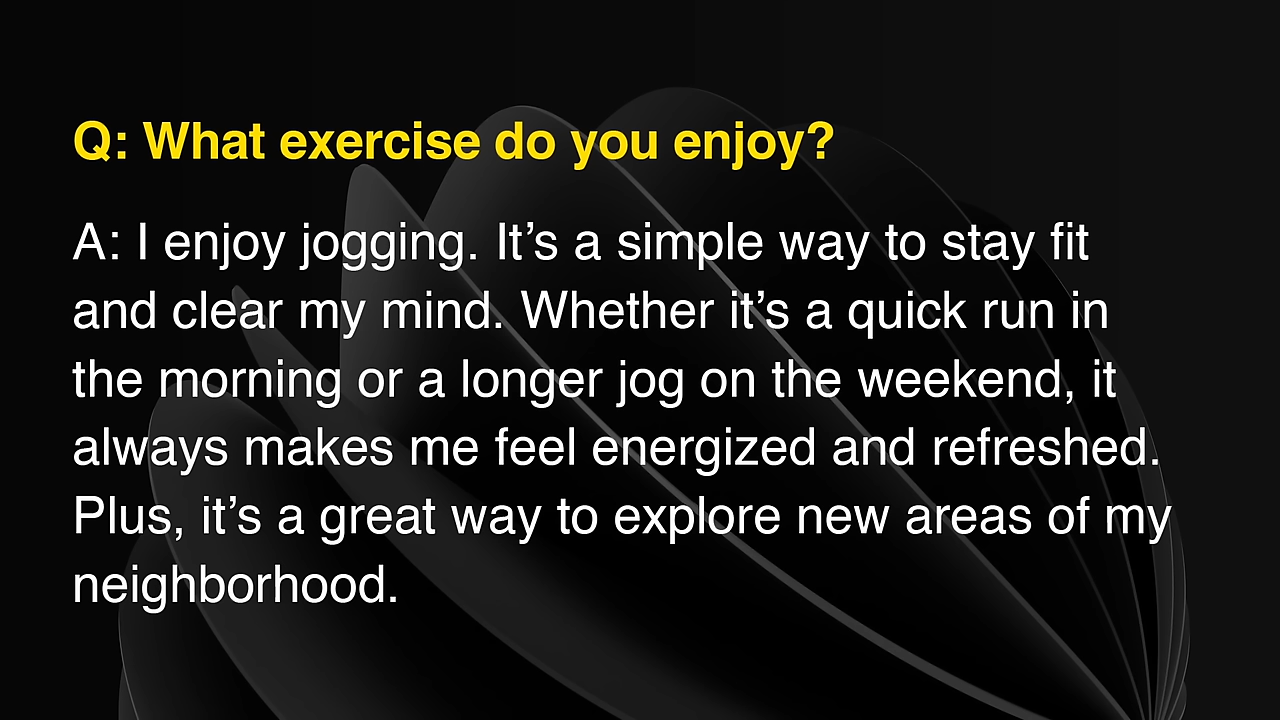 Q: What exercise do you enjoy?
A: I enjoy jogging. It’s a simple way to stay fit
and clear my mind. Whether it’s a quick run in
the morning or a longer jog on the weekend, it
always makes me feel energized and refreshed.
Plus, it’s a great way to explore new areas of my
neighborhood.